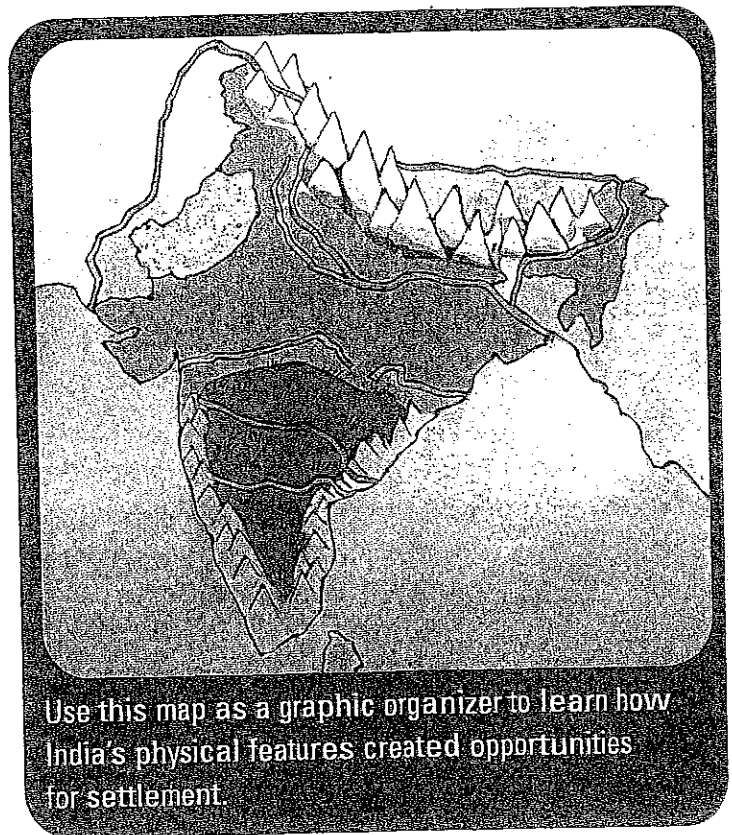 Use this map as a graphic organizer to learn how
India's physical features created opportunities
for settlement.